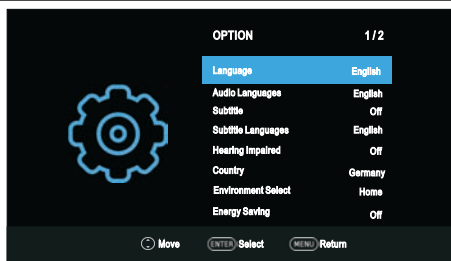 OPTION 1 / 2
Language English
Audio Languages English
Subtitle Off
Subtitle Languages English
Hearing Impaired Off
Country Germany
Environment Select Home
Energy Saving Off
Move ENTER Select MENU Return